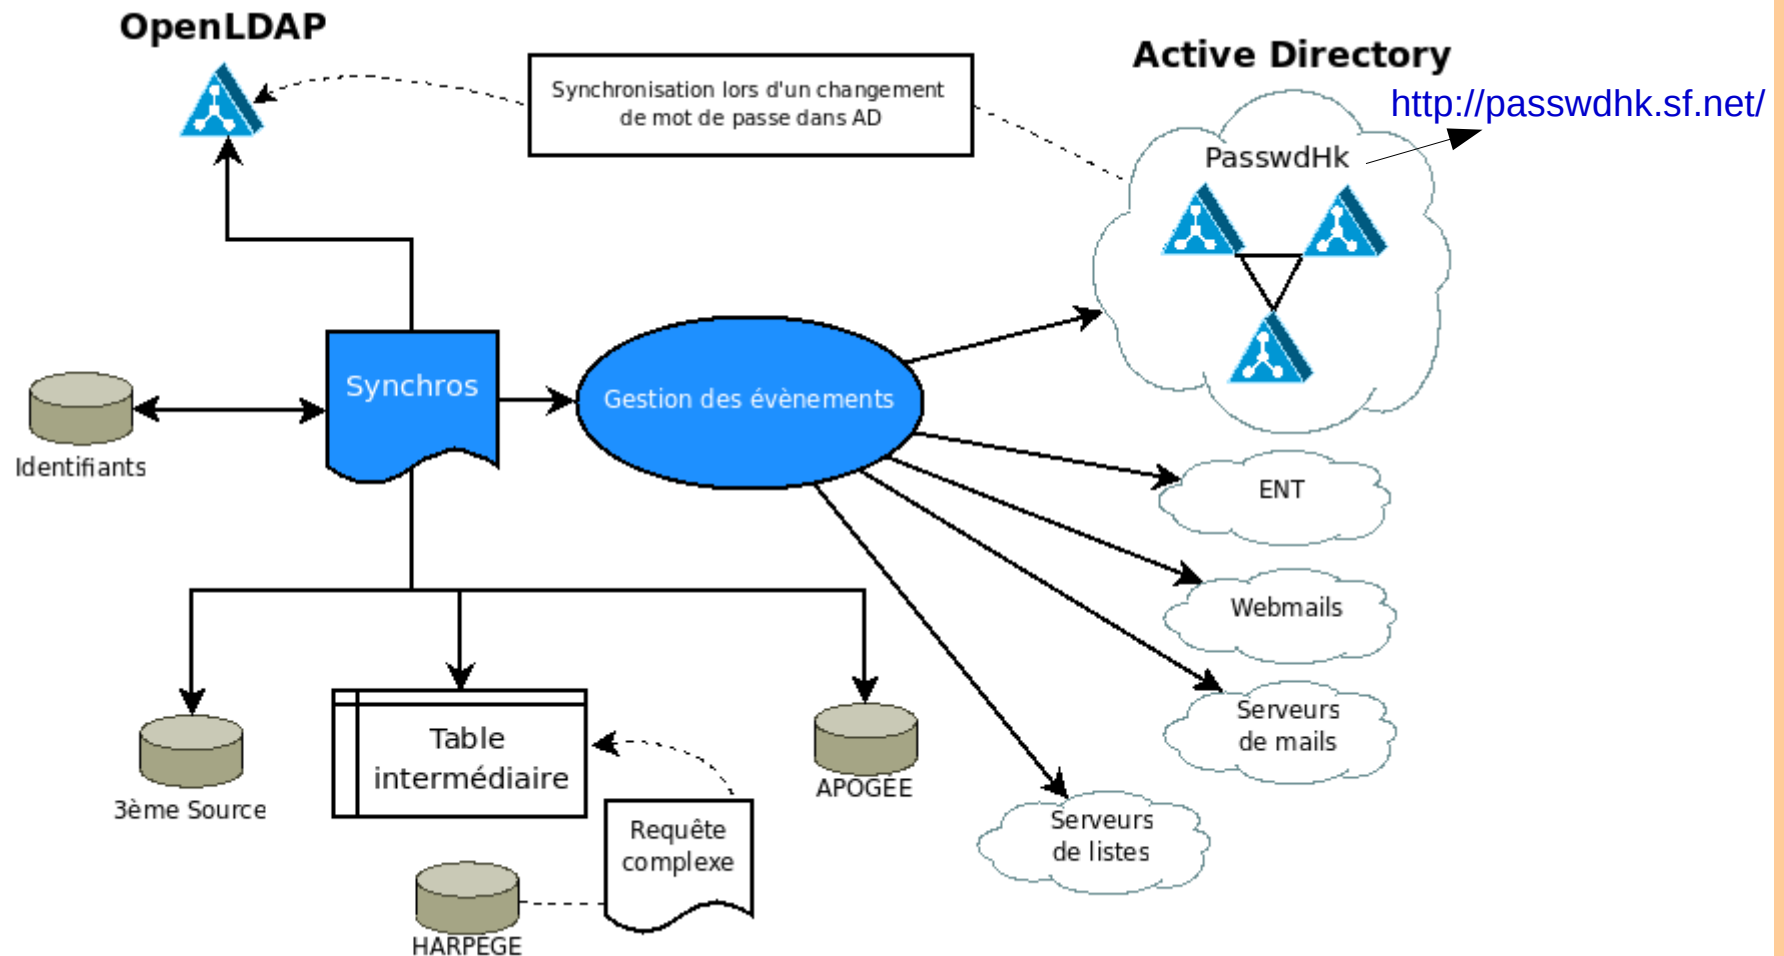 OpenLDAP
Active Directory
Synchronisation lors d'un changement
de mot de passe dans AD
http://passwdhk.sf.net/
PasswdHk
Synchros
Gestion des évènements
Identifiants
ENT
Webmails
Serveurs
de mails
Table
intermédiaire
3ème Source
APOGÉE
Requête
complexe
Serveurs
de listes
HARPÈGE